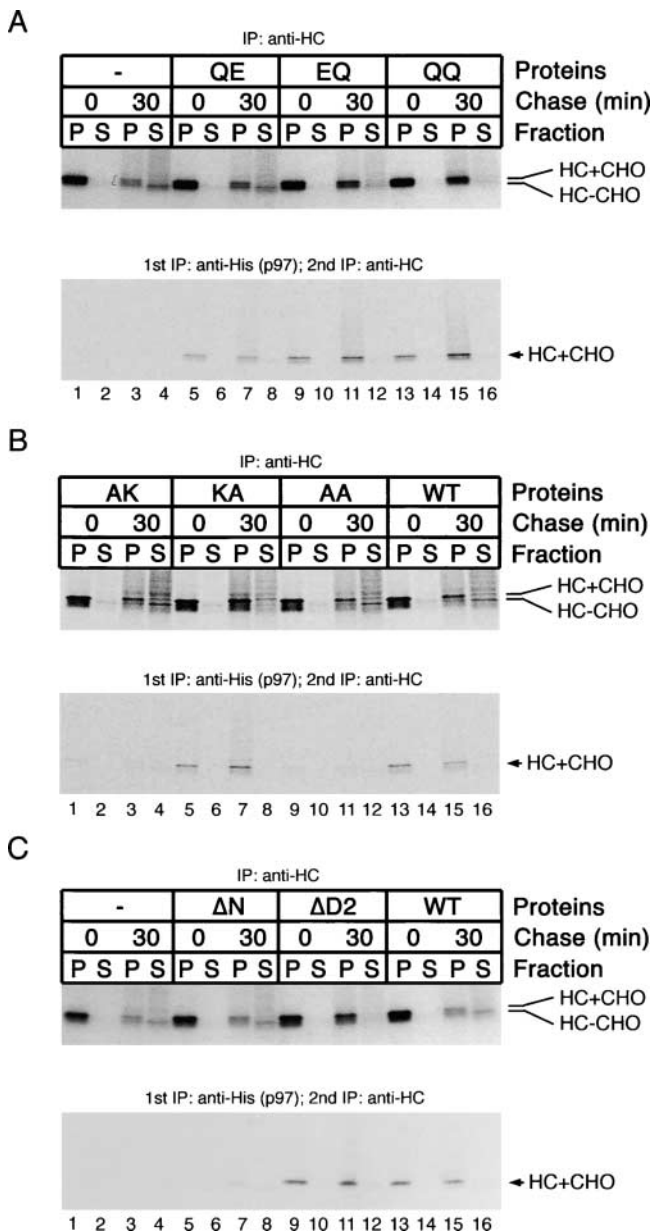 A
IP: anti-HC
- QE EQ QQ Proteins
0 30 0 30 0 30 0 30 Chase (min)
P S P S P S P S P S P S P S P S Fraction
HC+CHO
HC-CHO
1st IP: anti-His (p97); 2nd IP: anti-HC
HC+CHO
1 2 3 4 5 6 7 8 9 10 11 12 13 14 15 16
B
IP: anti-HC
AK KA AA WT Proteins
0 30 0 30 0 30 0 30 Chase (min)
P S P S P S P S P S P S P S P S Fraction
HC+CHO
HC-CHO
1st IP: anti-His (p97); 2nd IP: anti-HC
HC+CHO
1 2 3 4 5 6 7 8 9 10 11 12 13 14 15 16
C
IP: anti-HC
- ΔN ΔD2 WT Proteins
0 30 0 30 0 30 0 30 Chase (min)
P S P S P S P S P S P S P S P S Fraction
HC+CHO
HC-CHO
1st IP: anti-His (p97); 2nd IP: anti-HC
HC+CHO
1 2 3 4 5 6 7 8 9 10 11 12 13 14 15 16